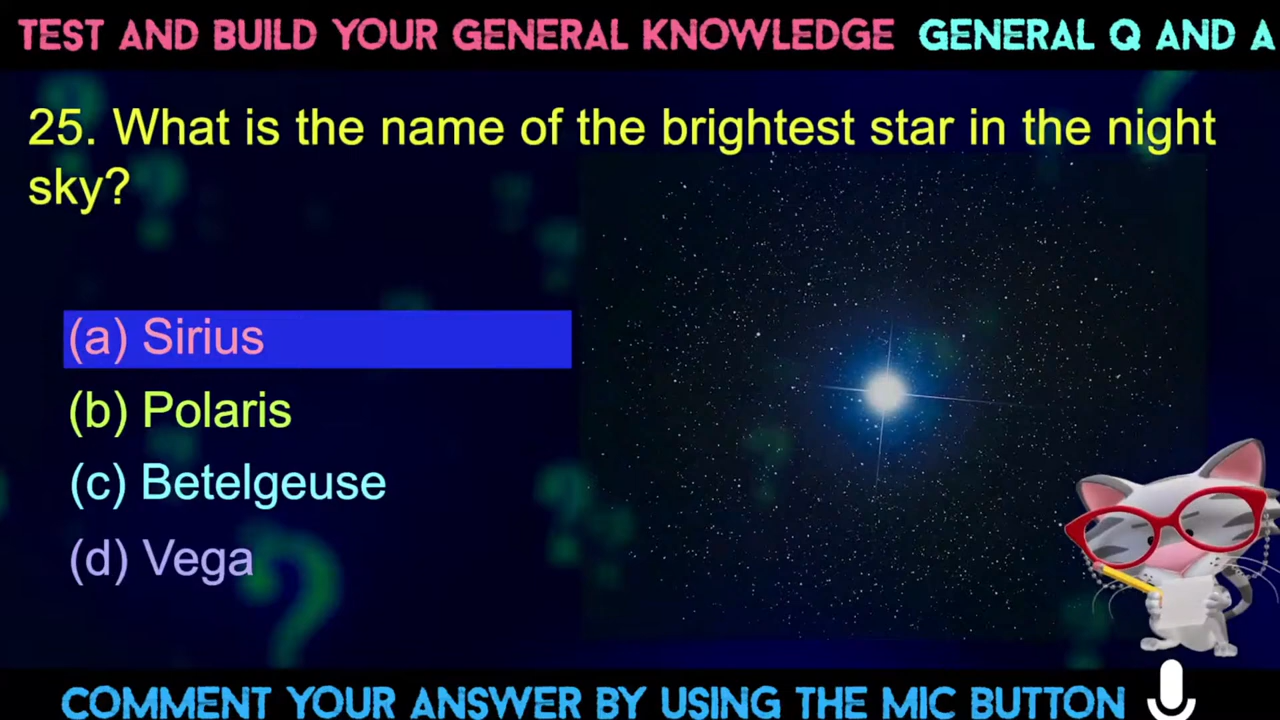 TEST AND BUILD YOUR GENERAL KNOWLEDGE GENERAL Q AND A
25. What is the name of the brightest star in the night
sky?
(a) Sirius
(b) Polaris
(c) Betelgeuse
(d) Vega
COMMENT YOUR ANSWER BY USING THE MIC BUTTON